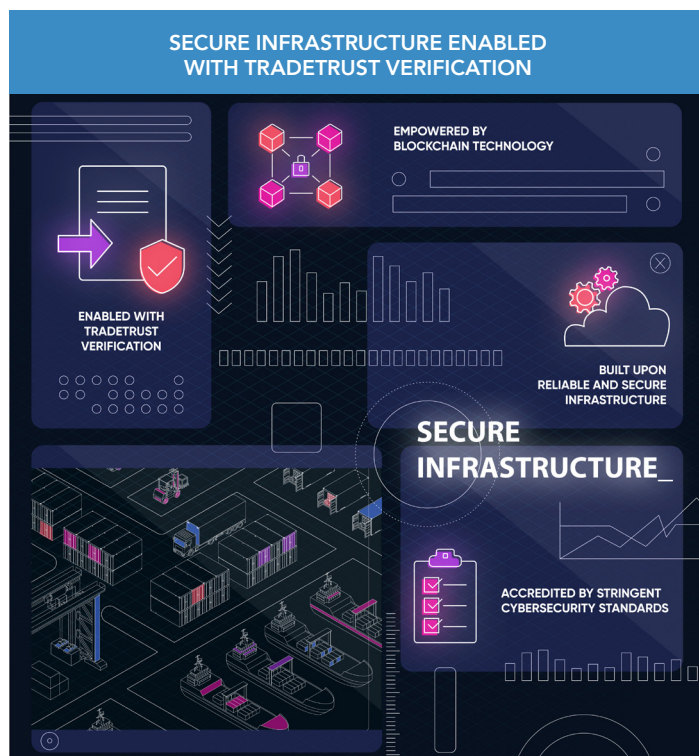 SECURE INFRASTRUCTURE ENABLED
WITH TRADETRUST VERIFICATION
EMPOWERED BY
BLOCKCHAIN TECHNOLOGY
ENABLED WITH
TRADETRUST
VERIFICATION
BUILT UPON
RELIABLE AND SECURE
INFRASTRUCTURE
SECURE
INFRASTRUCTURE_
ACCREDITED BY STRINGENT
CYBERSECURITY STANDARDS